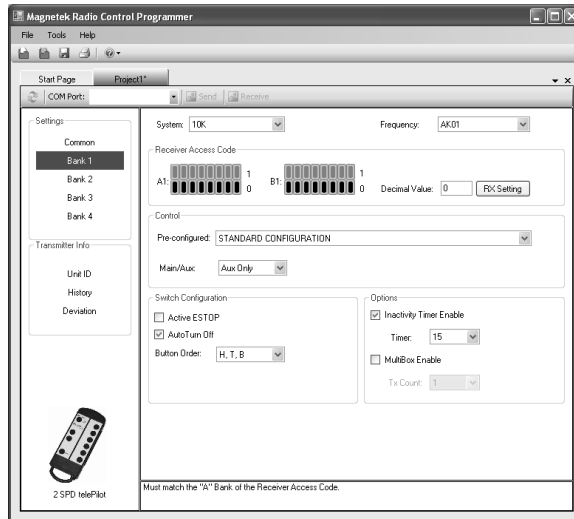 Magnetek Radio Control Programmer
File Tools Help
Start Page Project1*
COM Port: Send Receive
Settings
Common
Bank 1
Bank 2
Bank 3
Bank 4
Transmitter Info
Unit ID
History
Deviation
2 SPD telePilot
System: 10K Frequency: AK01
Receiver Access Code
A1: 1 0 B1: 1 0 Decimal Value: 0 RX Setting
Control
Pre-configured: STANDARD CONFIGURATION
Main/Aux: Aux Only
Switch Configuration
Active ESTOP
AutoTurn Off
Button Order: H, T, B
Options
Inactivity Timer Enable
Timer: 15
MultiBox Enable
Tx Count: 1
Must match the "A" Bank of the Receiver Access Code.